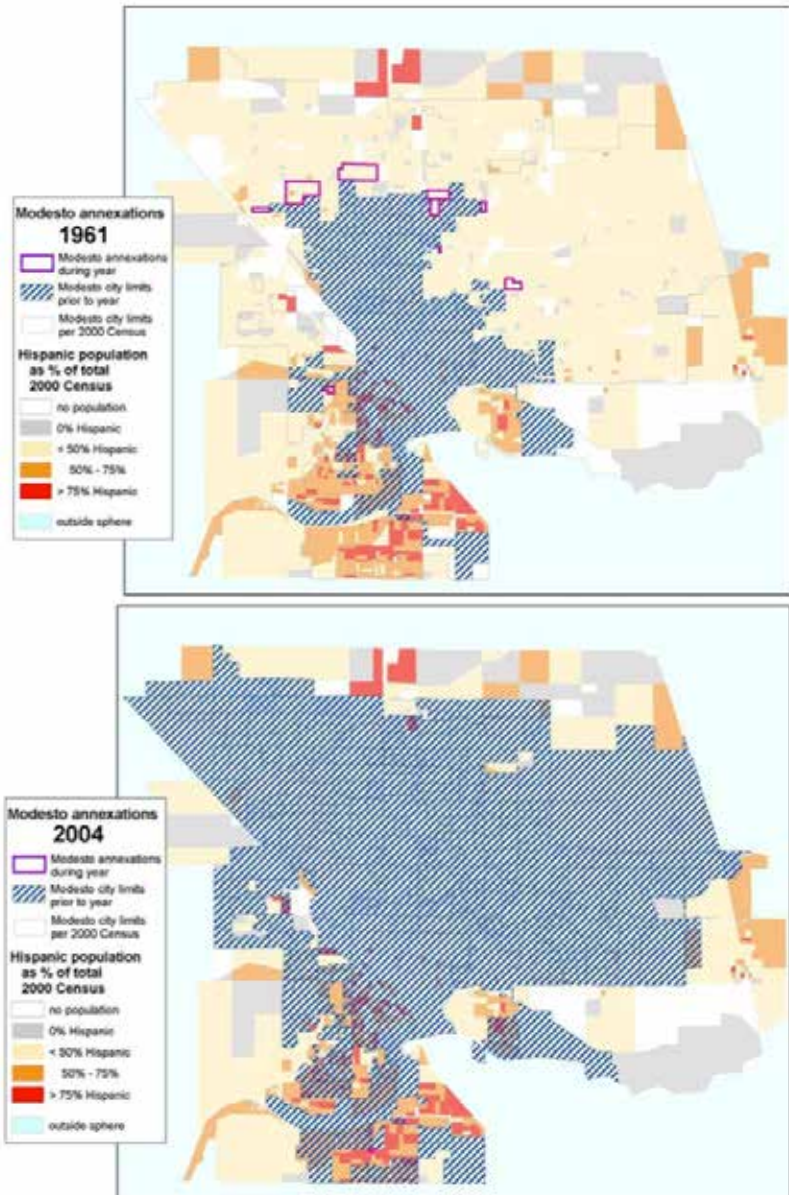 Modesto annexations
1961
Modesto annexations
during year
Modesto city limits
prior to year
Modesto city limits
per 2000 Census
Hispanic population
as % of total
2000 Census
no population
0% Hispanic
< 50% Hispanic
50% - 75%
> 75% Hispanic
outside sphere
Modesto annexations
2004
Modesto annexations
during year
Modesto city limits
prior to year
Modesto city limits
per 2000 Census
Hispanic population
as % of total
2000 Census
no population
0% Hispanic
< 50% Hispanic
50% - 75%
> 75% Hispanic
outside sphere